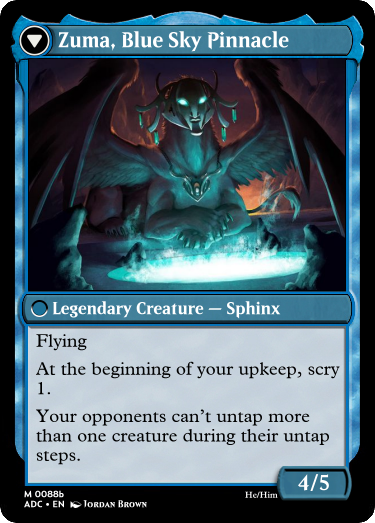 Zuma, Blue Sky Pinnacle
Legendary Creature — Sphinx
Flying
At the beginning of your upkeep, scry
1.
Your opponents can't untap more
than one creature during their untap
steps.
4/5
M 0088b
He/Him
ADC • EN Jordan Brown